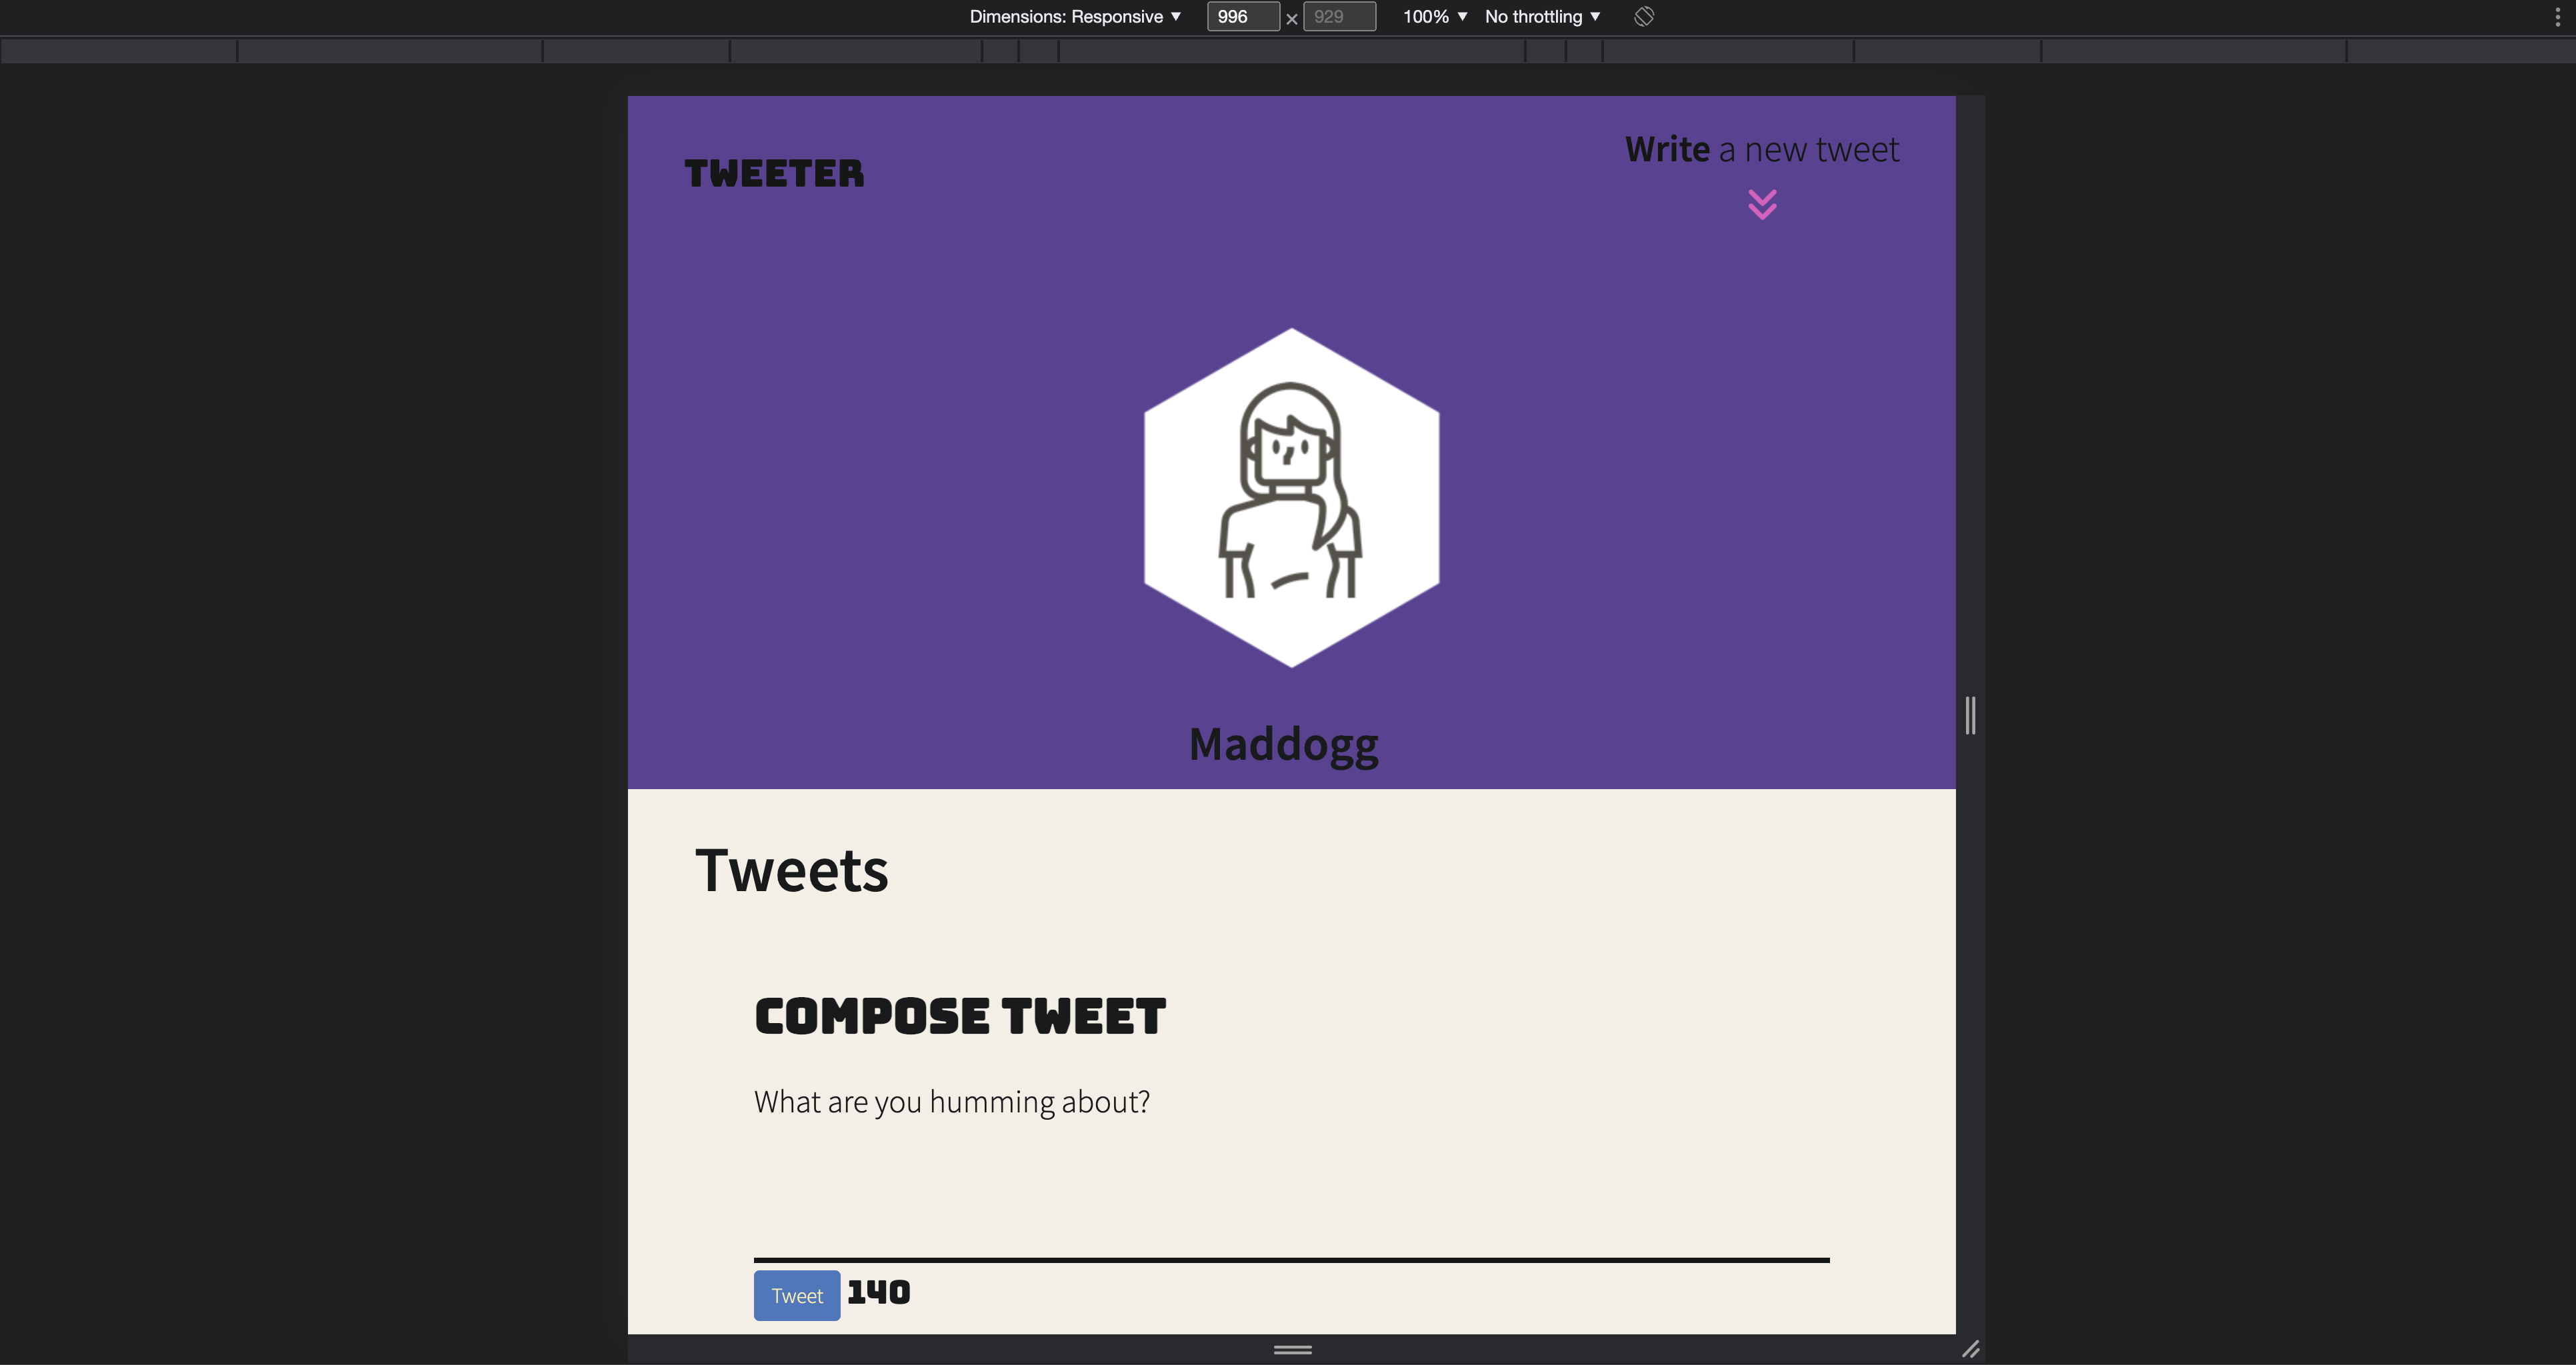 Dimensions: Responsive ▼ 996 × 929 100% ▼ No throttling ▼
TWEETER
Write a new tweet
Maddogg
Tweets
COMPOSE TWEET
What are you humming about?
Tweet 140